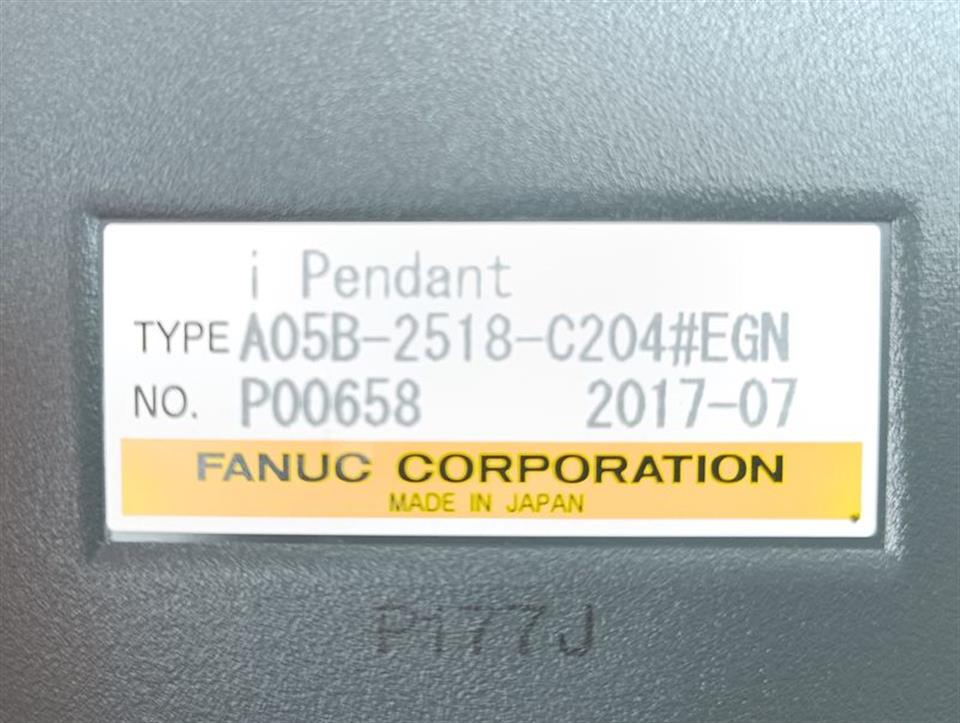 i Pendant
TYPE A05B-2518-C204#EGN
NO. P00658 2017-07
FANUC CORPORATION
MADE IN JAPAN
P177J